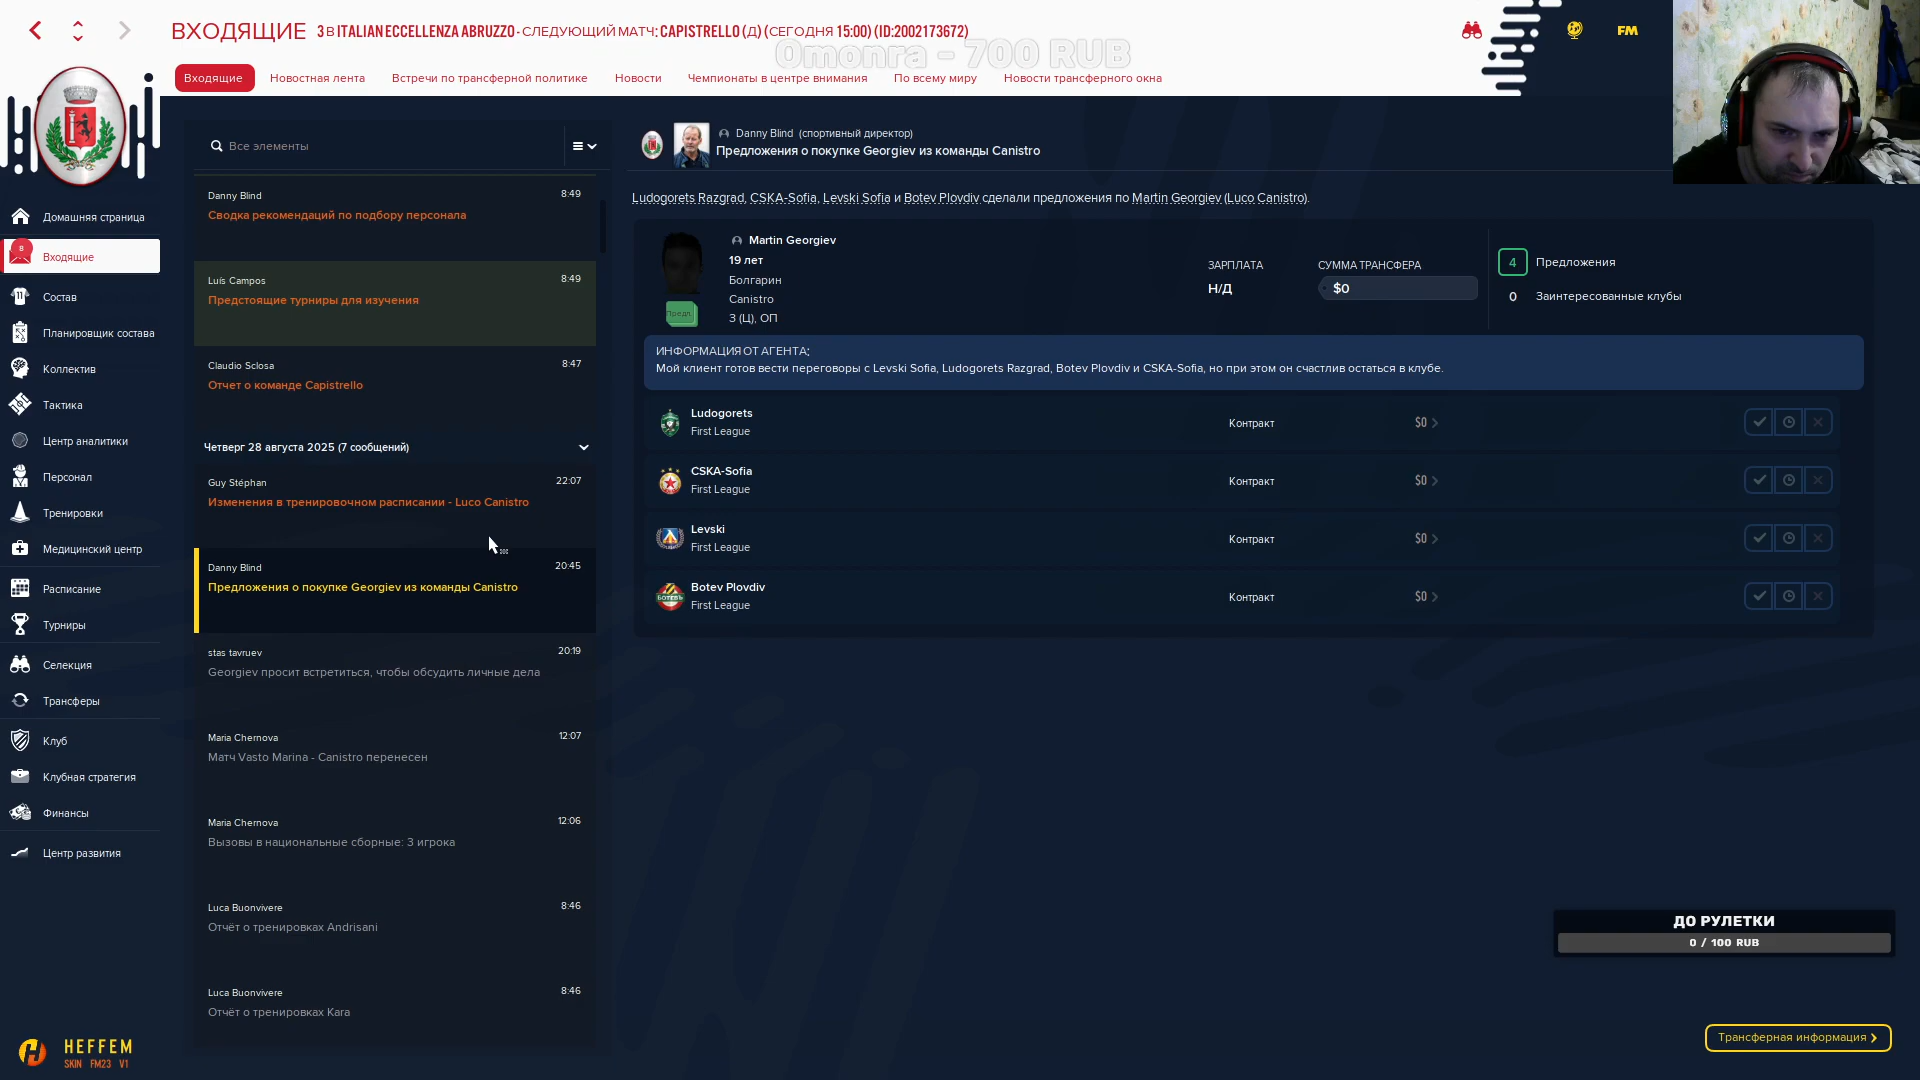 ВХОДЯЩИЕ
3 В ITALIAN ECCELLENZA ABRUZZO - СЛЕДУЮЩИЙ МАТЧ: CAPISTRELLO (Д) (СЕГОДНЯ 15:00) (ID:2002173672)
Omonra - 700 RUB
FM
Входящие
Новостная лента
Встречи по трансферной политике
Новости
Чемпионаты в центре внимания
По всему миру
Новости трансферного окна
Домашняя страница
8
Входящие
Состав
Планировщик состава
Коллектив
Тактика
Центр аналитики
Персонал
Тренировки
Медицинский центр
Расписание
Турниры
Селекция
Трансферы
Клуб
Клубная стратегия
Финансы
Центр развития
HEFFEM
SKIN FM23 V1
Все элементы
Danny Blind 8:49
Сводка рекомендаций по подбору персонала
Luís Campos 8:49
Предстоящие турниры для изучения
Claudio Sclosa 8:47
Отчет о команде Capistrello
Четверг 28 августа 2025 (7 сообщений)
Guy Stéphan 22:07
Изменения в тренировочном расписании - Luco Canistro
Danny Blind 20:45
Предложения о покупке Georgiev из команды Canistro
stas tavruev 20:19
Georgiev просит встретиться, чтобы обсудить личные дела
Maria Chernova 12:07
Матч Vasto Marina - Canistro перенесен
Maria Chernova 12:06
Вызовы в национальные сборные: 3 игрока
Luca Buonvivere 8:46
Отчёт о тренировках Andrisani
Luca Buonvivere 8:46
Отчёт о тренировках Kara
Danny Blind (спортивный директор)
Предложения о покупке Georgiev из команды Canistro
Ludogorets Razgrad, CSKA-Sofia, Levski Sofia и Botev Plovdiv сделали предложения по Martin Georgiev (Luco Canistro).
Martin Georgiev
19 лет
Болгарин
Canistro
З (Ц), ОП
Предл.
ЗАРПЛАТА
Н/Д
СУММА ТРАНСФЕРА
$0
4 Предложения
0 Заинтересованные клубы
ИНФОРМАЦИЯ ОТ АГЕНТА:
Мой клиент готов вести переговоры с Levski Sofia, Ludogorets Razgrad, Botev Plovdiv и CSKA-Sofia, но при этом он счастлив остаться в клубе.
Ludogorets
First League
Контракт
$0
CSKA-Sofia
First League
Контракт
$0
Levski
First League
Контракт
$0
Botev Plovdiv
First League
Контракт
$0
ДО РУЛЕТКИ
0 / 100 RUB
Трансферная информация